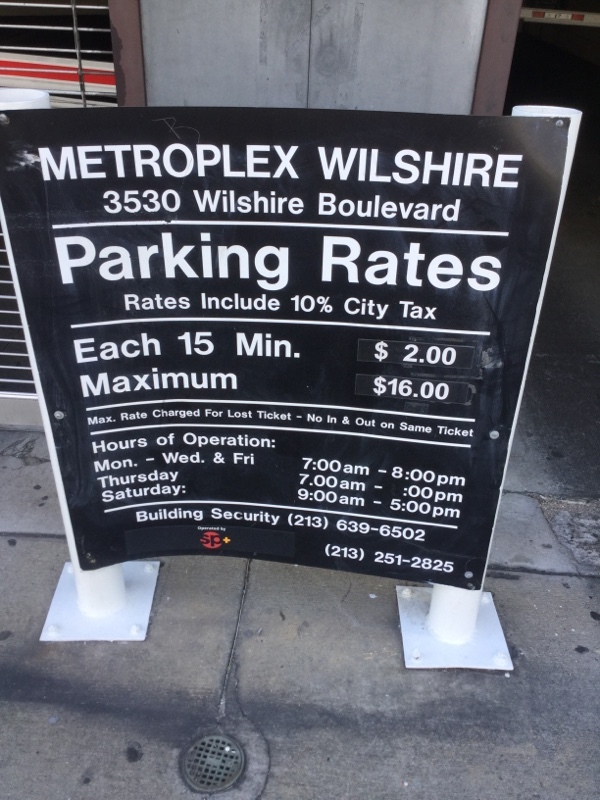 METROPLEX WILSHIRE
3530 Wilshire Boulevard
Parking Rates
Rates Include 10% City Tax
Each 15 Min. $ 2.00
Maximum $16.00
Max. Rate Charged For Lost Ticket - No In & Out on Same Ticket
Hours of Operation:
Mon. - Wed. & Fri 7:00am - 8:00pm
Thursday 7.00am - :00pm
Saturday: 9:00am - 5:00pm
Building Security (213) 639-6502
Operated by
sp+ (213) 251-2825